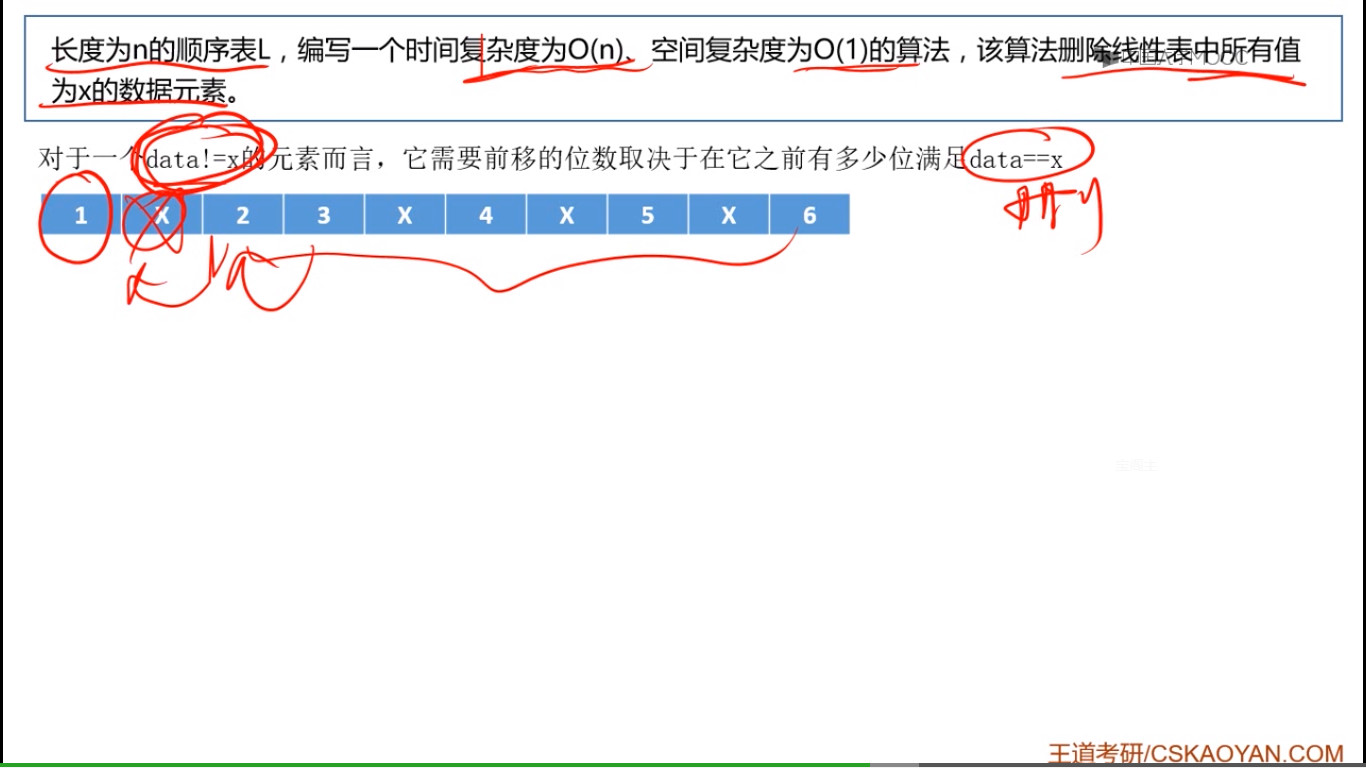 长度为n的顺序表L，编写一个时间复杂度为O(n)、空间复杂度为O(1)的算法，该算法删除线性表中所有值
为x的数据元素。
对于一个data!=x的元素而言，它需要前移的位数取决于在它之前有多少位满足data==x
1 X 2 3 X 4 X 5 X 6
王道考研/CSKAOYAN.COM